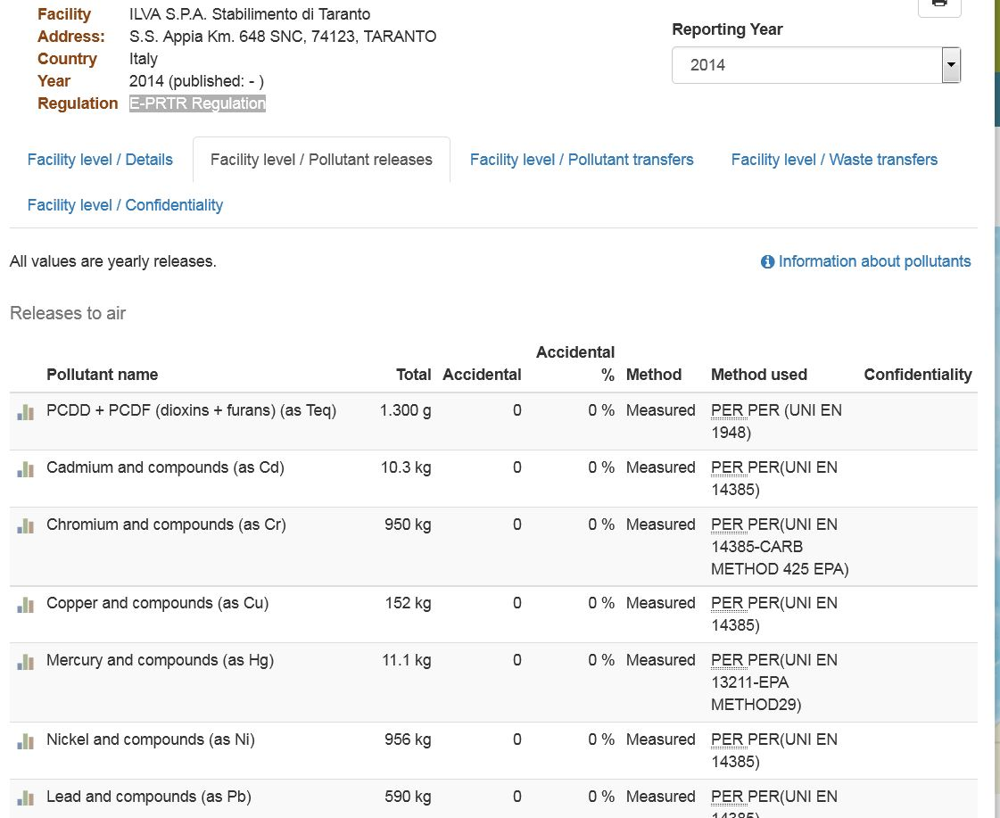 Facility ILVA S.P.A. Stabilimento di Taranto
Address: S.S. Appia Km. 648 SNC, 74123, TARANTO
Country Italy
Year 2014 (published: - )
Regulation E-PRTR Regulation
Reporting Year
2014
Facility level / Details Facility level / Pollutant releases Facility level / Pollutant transfers Facility level / Waste transfers
Facility level / Confidentiality
All values are yearly releases. Information about pollutants
Releases to air
Accidental
Pollutant name Total Accidental % Method Method used Confidentiality
PCDD + PCDF (dioxins + furans) (as Teq) 1.300 g 0 0 % Measured PER PER (UNI EN
1948)
Cadmium and compounds (as Cd) 10.3 kg 0 0 % Measured PER PER(UNI EN
14385)
Chromium and compounds (as Cr) 950 kg 0 0 % Measured PER PER(UNI EN
14385-CARB
METHOD 425 EPA)
Copper and compounds (as Cu) 152 kg 0 0 % Measured PER PER(UNI EN
14385)
Mercury and compounds (as Hg) 11.1 kg 0 0 % Measured PER PER(UNI EN
13211-EPA
METHOD29)
Nickel and compounds (as Ni) 956 kg 0 0 % Measured PER PER(UNI EN
14385)
Lead and compounds (as Pb) 590 kg 0 0 % Measured PER PER(UNI EN
14385)